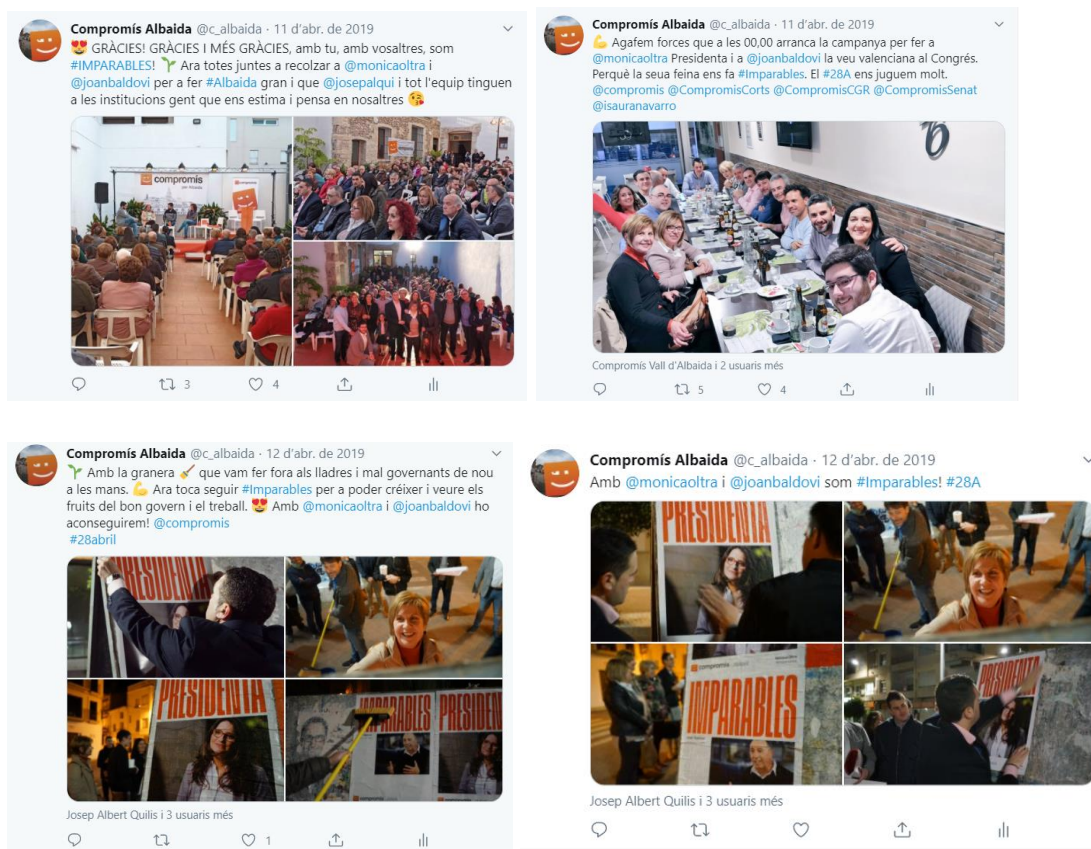 Compromís Albaida @c_albaida · 11 d'abr. de 2019
😍 GRÀCIES! GRÀCIES I MÉS GRÀCIES, amb tu, amb vosaltres, som
#IMPARABLES! 🌱 Ara totes juntes a recolzar a @monicaoltra i
@joanbaldovi per a fer #Albaida gran i que @josepalqui i tot l'equip tinguen
a les institucions gent que ens estima i pensa en nosaltres 😘
compromís
3
4
Compromís Albaida @c_albaida · 11 d'abr. de 2019
💪 Agafem forces que a les 00,00 arranca la campanya per fer a
@monicaoltra Presidenta i a @joanbaldovi la veu valenciana al Congrés.
Perquè la seua feina ens fa #Imparables. El #28A ens juguem molt.
@compromis @CompromisCorts @CompromisCGR @CompromisSenat
@isauranavarro
Compromís Vall d'Albaida i 2 usuaris més
5
4
Compromís Albaida @c_albaida · 12 d'abr. de 2019
🌱 Amb la granera 🧹 que vam fer fora als lladres i mal governants de nou
a les mans. 💪 Ara toca seguir #Imparables per a poder créixer i veure els
fruits del bon govern i el treball. 😍 Amb @monicaoltra i @joanbaldovi ho
aconseguirem! @compromis
#28abril
PRESIDENTA
IMPARABLES
PRESIDEN
Josep Albert Quilis i 3 usuaris més
1
Compromís Albaida @c_albaida · 12 d'abr. de 2019
Amb @monicaoltra i @joanbaldovi som #Imparables! #28A
PRESIDENTA
compromís
IMPARABLES
PRESIDENTA
Josep Albert Quilis i 3 usuaris més